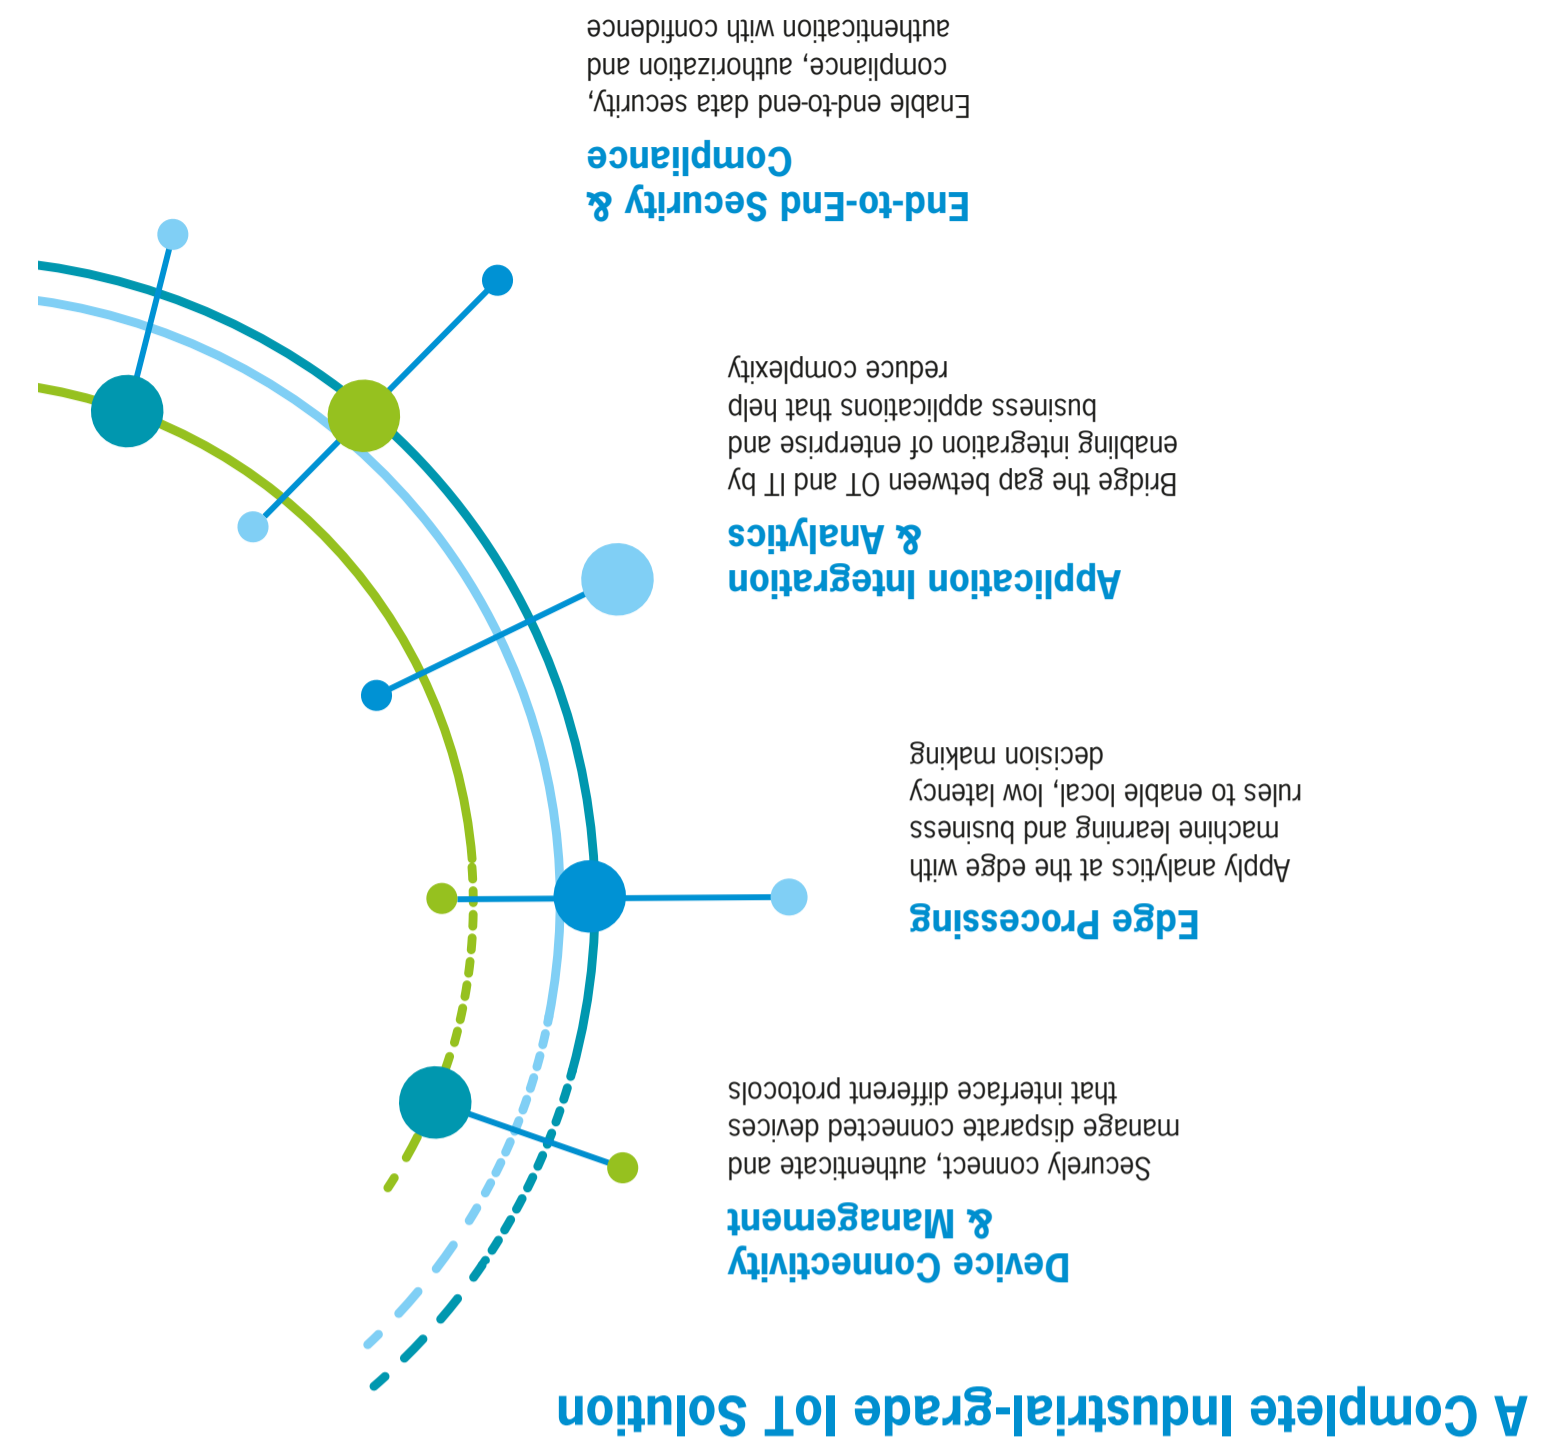 A Complete Industrial-grade IoT Solution
Device Connectivity
& Management
Securely connect, authenticate and
manage disparate connected devices
that interface different protocols
Edge Processing
Apply analytics at the edge with
machine learning and business
rules to enable local, low latency
decision making
Application Integration
& Analytics
Bridge the gap between OT and IT by
enabling integration of enterprise and
business applications that help
reduce complexity
End-to-End Security &
Compliance
Enable end-to-end data security,
compliance, authorization and
authentication with confidence